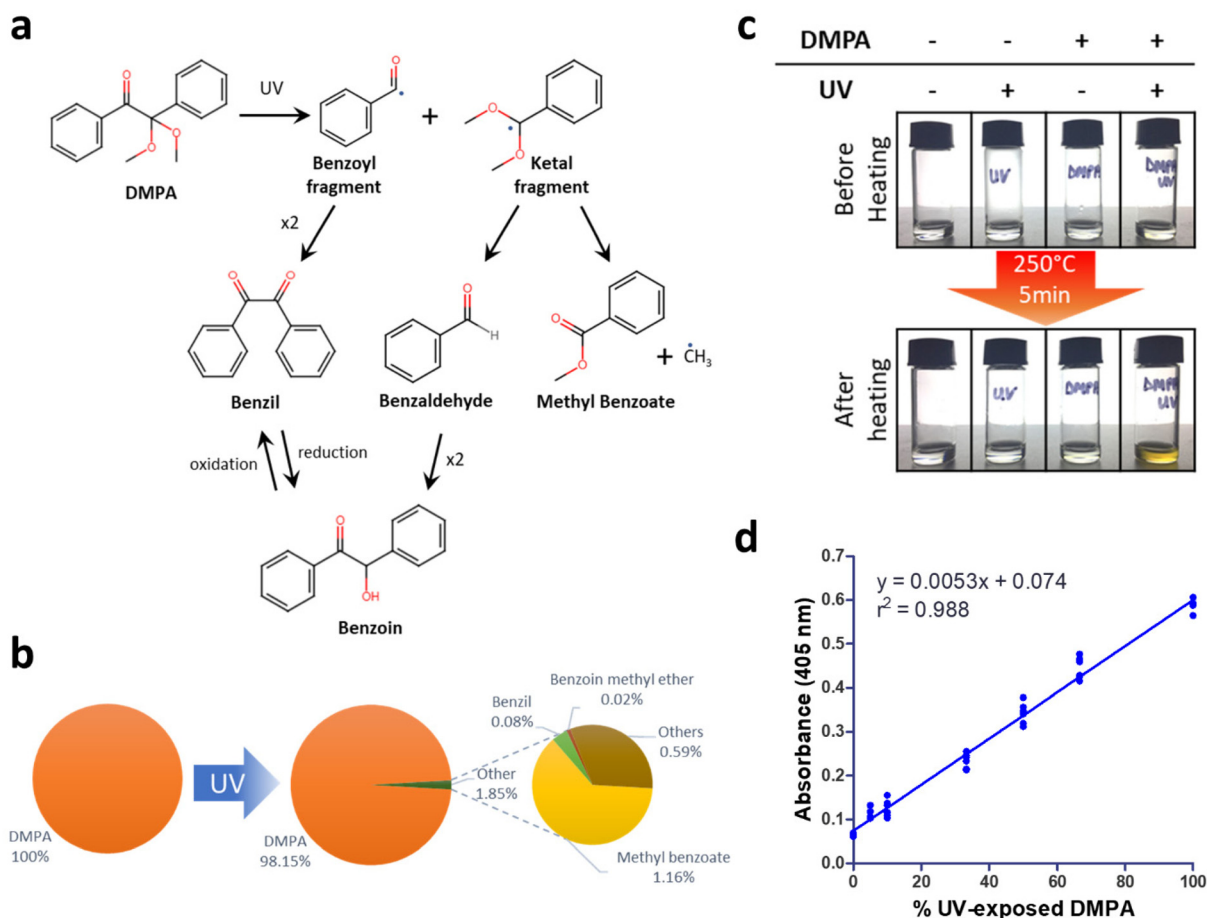 a
UV
+
Benzoyl
fragment
Ketal
fragment
DMPA
x2
Benzil
Benzaldehyde
+
ĊH₃
Methyl Benzoate
oxidation
reduction
x2
OH
Benzoin
b
DMPA
100%
UV
DMPA
98.15%
Other
1.85%
Benzil
0.08%
Benzoin methyl ether
0.02%
Others
0.59%
Methyl benzoate
1.16%
c
DMPA - - + +
UV - + - +
Before
Heating
UV
DMPA
DMPA
UV
250°C
5min
After
heating
UV
DMPA
DMPA
UV
d
y = 0.0053x + 0.074
r² = 0.988
Absorbance (405 nm)
0.7
0.6
0.5
0.4
0.3
0.2
0.1
0.0
0 20 40 60 80 100
% UV-exposed DMPA